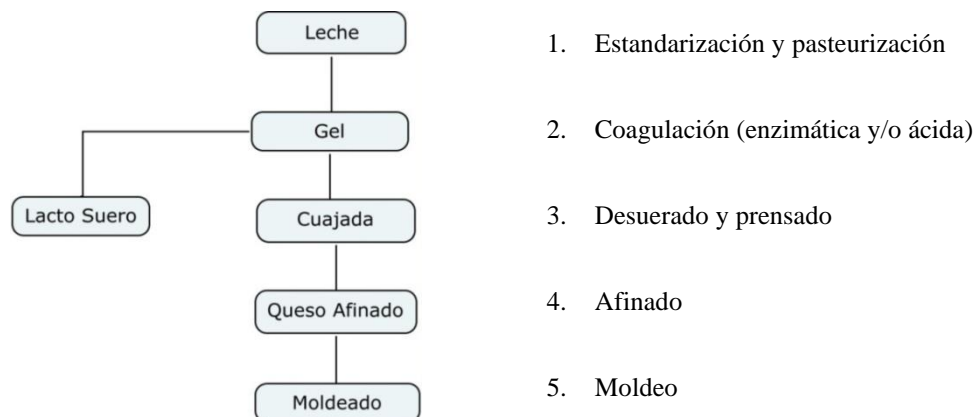 Leche
1. Estandarización y pasteurización
Gel
2. Coagulación (enzimática y/o ácida)
Lacto Suero
Cuajada
3. Desuerado y prensado
Queso Afinado
4. Afinado
Moldeado
5. Moldeo